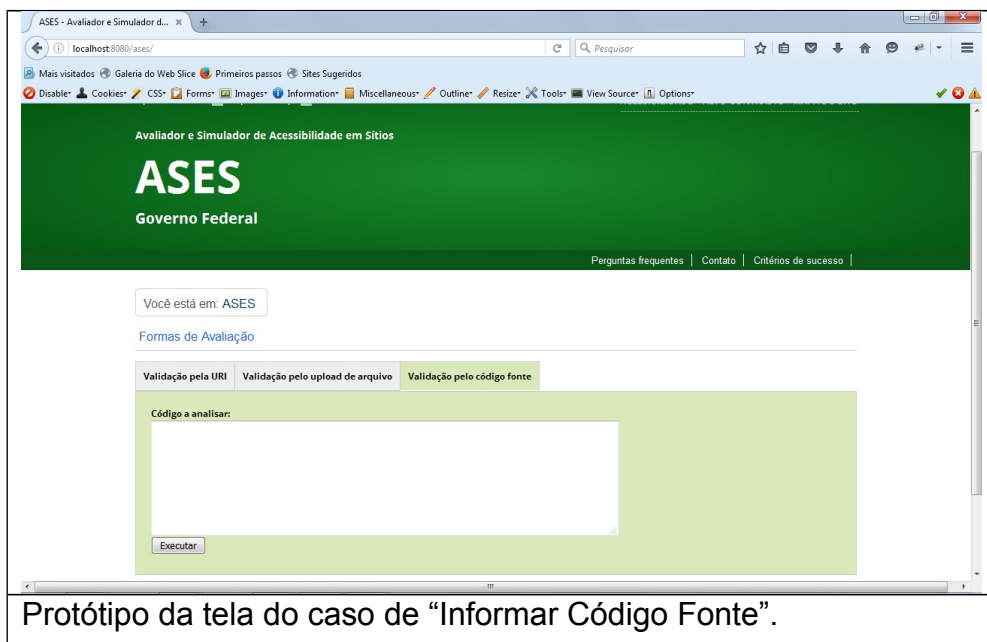 ASES - Avaliador e Simulador d... × +
localhost:8080/ases/ Pesquisar
Mais visitados Galeria do Web Slice Primeiros passos Sites Sugeridos
Disable Cookies CSS Forms Images Information Miscellaneous Outline Resize Tools View Source Options
Avaliador e Simulador de Acessibilidade em Sítios
ASES
Governo Federal
Perguntas frequentes | Contato | Critérios de sucesso |
Você está em: ASES
Formas de Avaliação
Validação pela URI Validação pelo upload de arquivo Validação pelo código fonte
Código a analisar:
Executar
Protótipo da tela do caso de “Informar Código Fonte”.